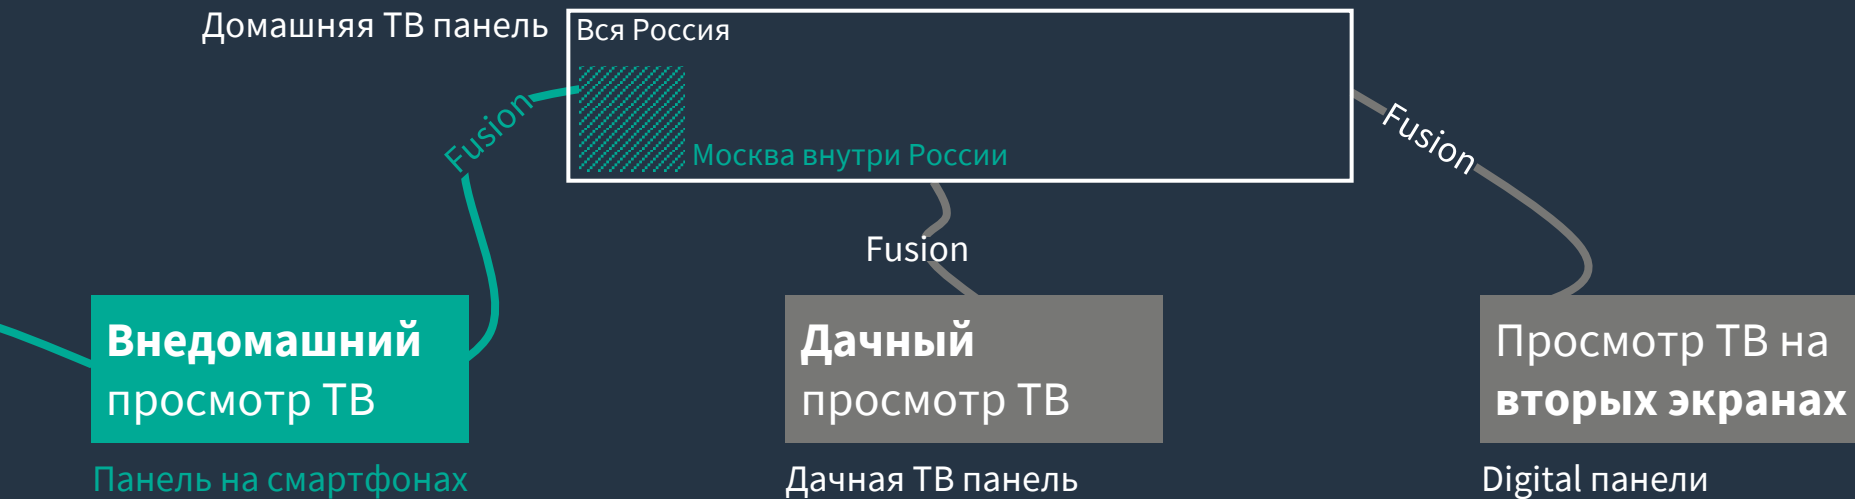 Домашняя ТВ панель
Вся Россия
Москва внутри России
Fusion
Fusion
Fusion
Внедомашний
просмотр ТВ
Панель на смартфонах
Дачный
просмотр ТВ
Дачная ТВ панель
Просмотр ТВ на
вторых экранах
Digital панели